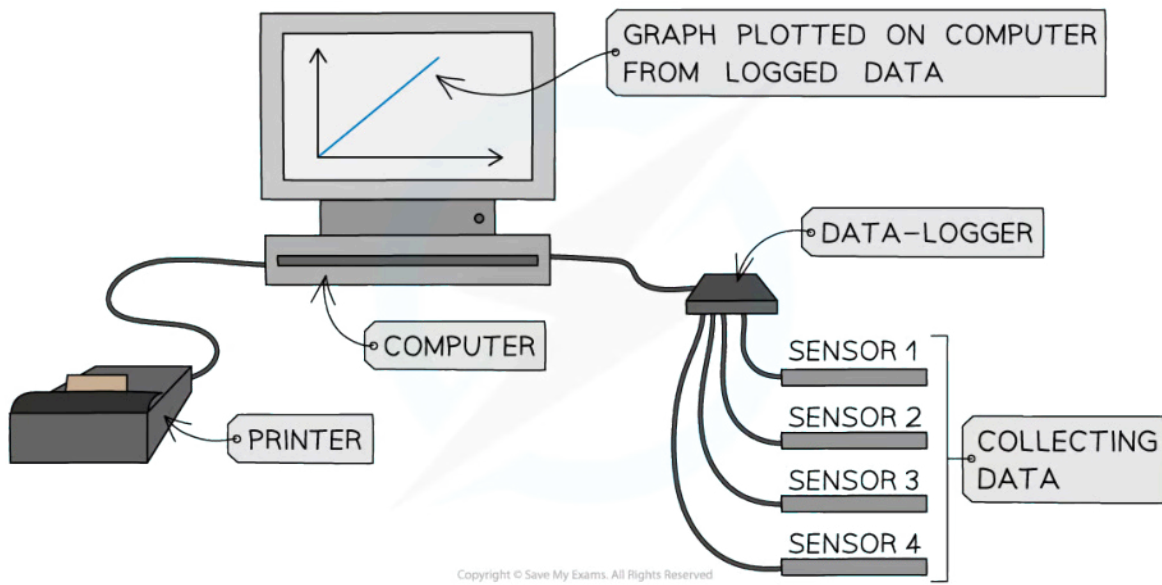 GRAPH PLOTTED ON COMPUTER
FROM LOGGED DATA
DATA-LOGGER
COMPUTER
SENSOR 1
SENSOR 2
PRINTER
COLLECTING
DATA
SENSOR 3
SENSOR 4
Copyright © Save My Exams. All Rights Reserved